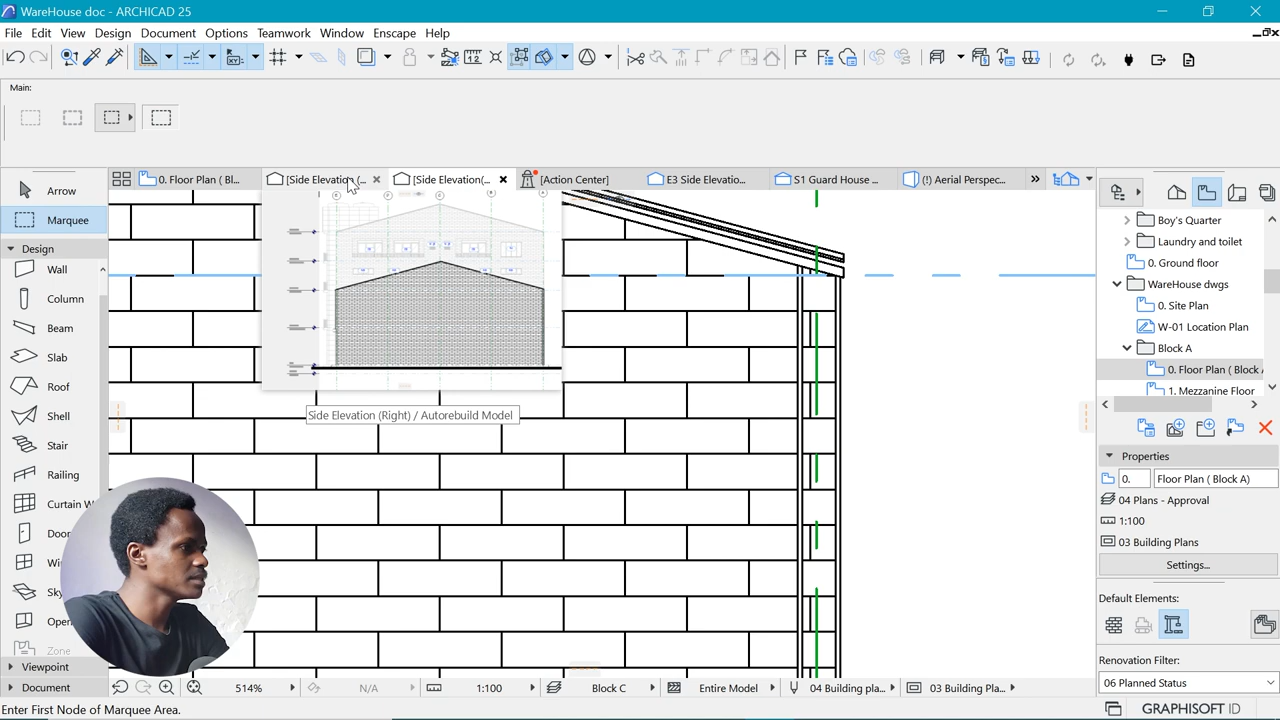 WareHouse doc - ARCHICAD 25
File Edit View Design Document Options Teamwork Window Enscape Help
Main:
0. Floor Plan ( Bl...
[Side Elevation (...
[Side Elevation(...
[Action Center]
E3 Side Elevatio...
S1 Guard House ...
(!) Aerial Perspec...
Arrow
Marquee
Design
Wall
Column
Beam
Slab
Roof
Shell
Stair
Railing
Curtain W
Door
Wi
Sky
Open
Zone
Viewpoint
Document
Side Elevation (Right) / Autorebuild Model
Boy's Quarter
Laundry and toilet
0. Ground floor
WareHouse dwgs
0. Site Plan
W-01 Location Plan
Block A
0. Floor Plan ( Block A
1. Mezzanine Floor
Properties
0. Floor Plan ( Block A)
04 Plans - Approval
1:100
03 Building Plans
Settings...
Default Elements:
Renovation Filter:
06 Planned Status
514% N/A 1:100 Block C Entire Model 04 Building pla... 03 Building Pla...
Enter First Node of Marquee Area.
GRAPHISOFT ID